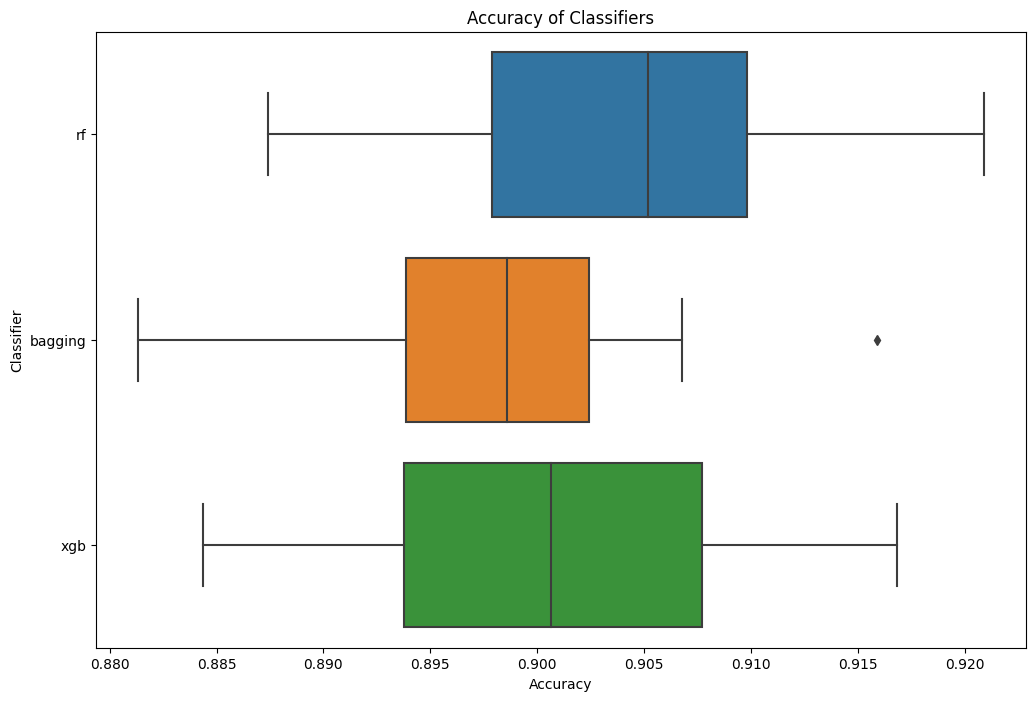 Accuracy of Classifiers
Classifier
rf
bagging
xgb
0.880 0.885 0.890 0.895 0.900 0.905 0.910 0.915 0.920
Accuracy